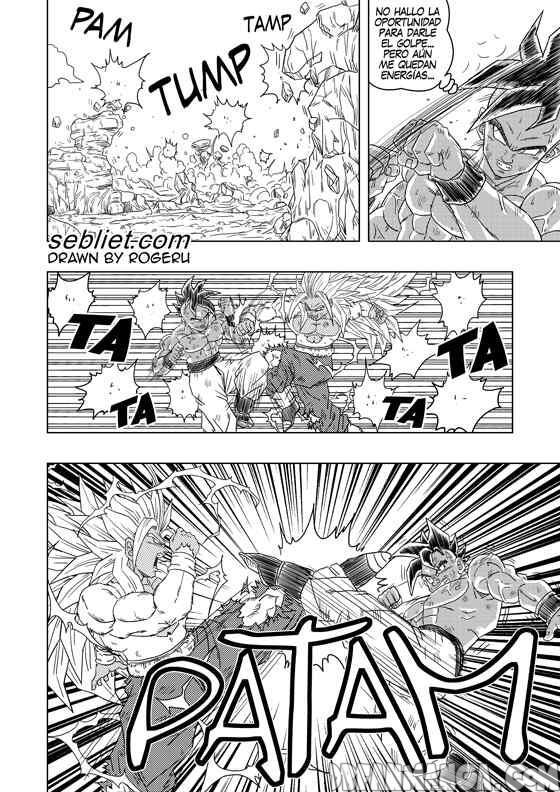 PAM
TUMP
TAMP
NO HALLO LA
OPORTUNIDAD
PARA DARLE
EL GOLPE...
PERO AÚN
ME QUEDAN
ENERGÍAS...
sebliet.com
DRAWN BY ROGERU
TA
TA
TA
TA
PATAM